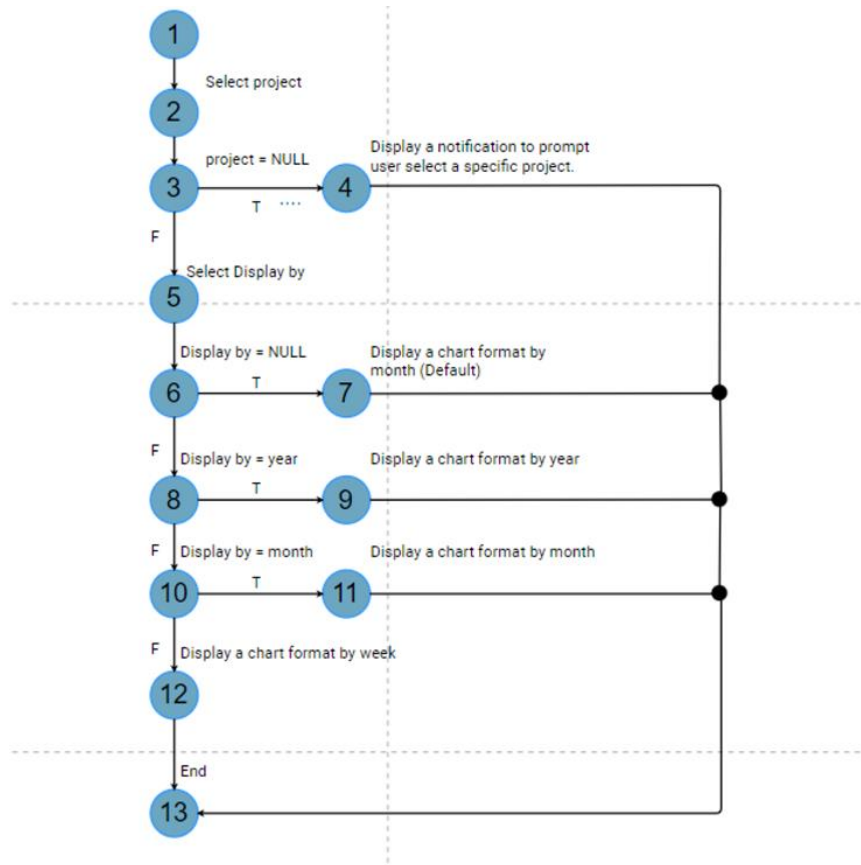 1
Select project
2
Display a notification to prompt
user select a specific project.
project = NULL
3
4
T ....
F
Select Display by
5
Display by = NULL
Display a chart format by
month (Default)
T
6
7
F
Display by = year
Display a chart format by year
T
8
9
F
Display by = month
Display a chart format by month
T
10
11
F
Display a chart format by week
12
End
13